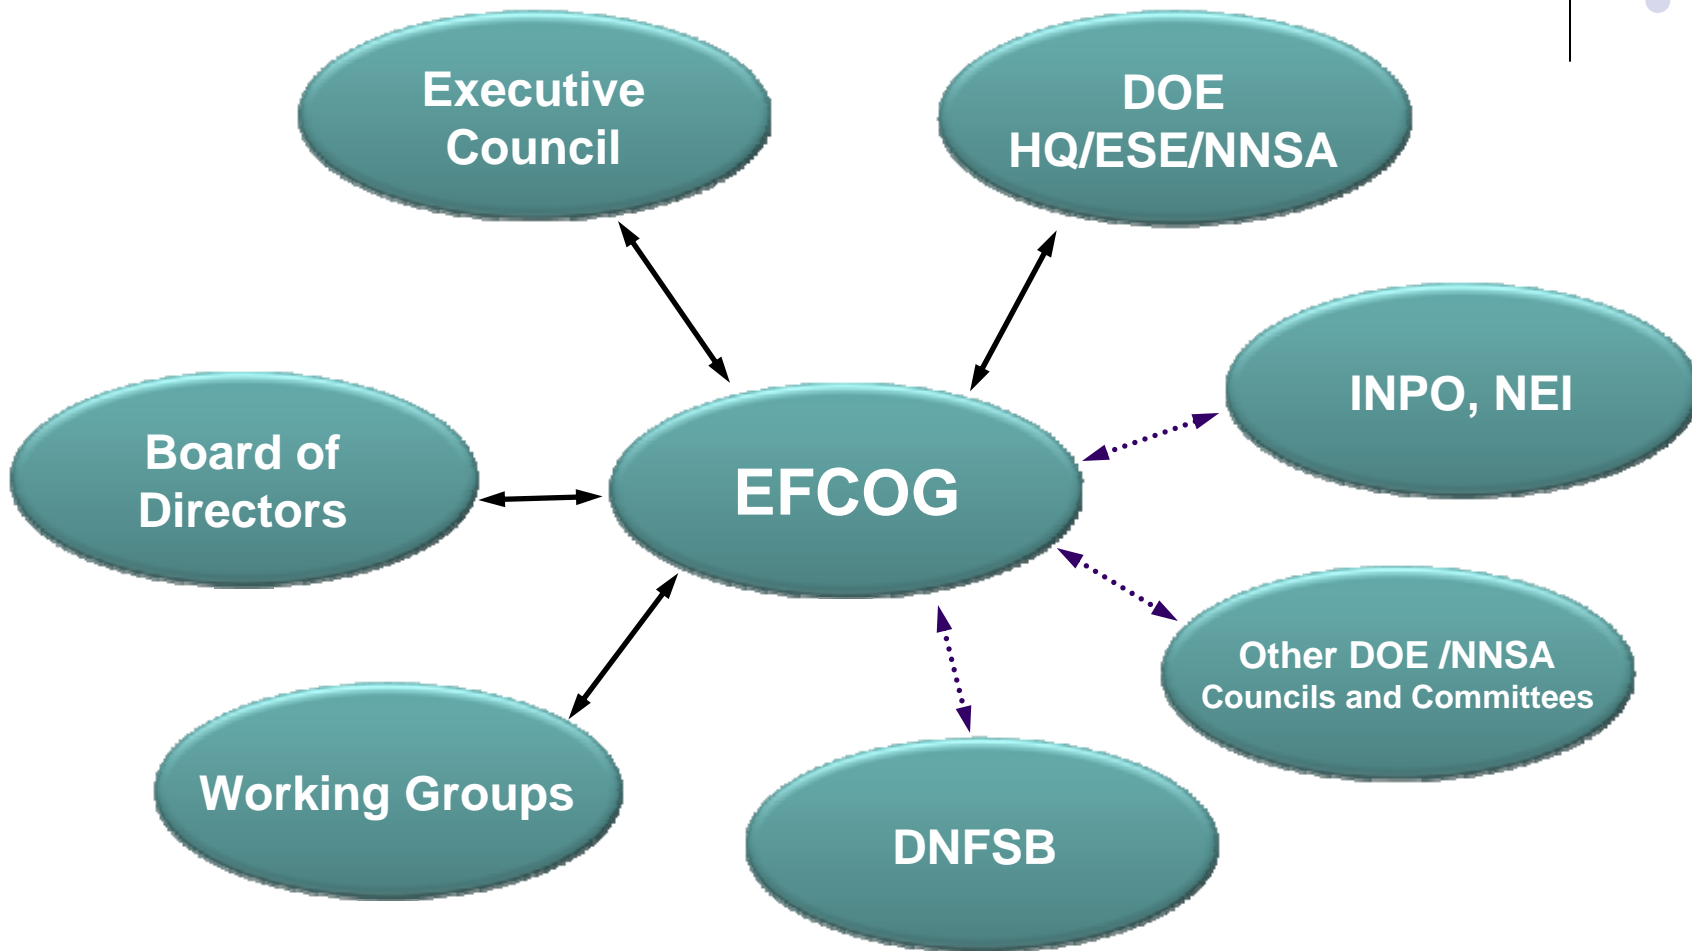 Executive
Council
DOE
HQ/ESE/NNSA
INPO, NEI
Board of
Directors
EFCOG
Other DOE /NNSA
Councils and Committees
Working Groups
DNFSB